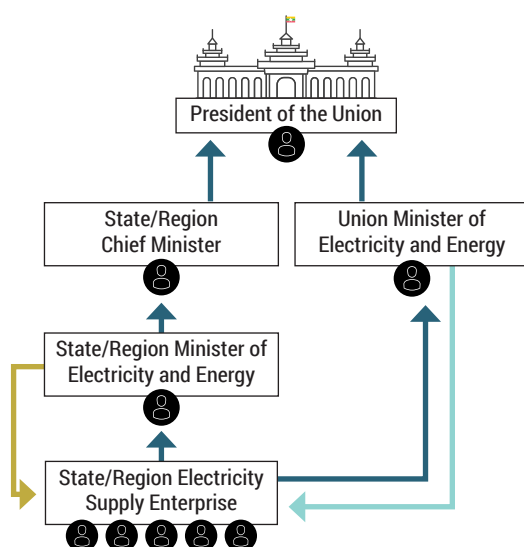 President of the Union
State/Region
Chief Minister
Union Minister of
Electricity and Energy
State/Region Minister of
Electricity and Energy
State/Region Electricity
Supply Enterprise